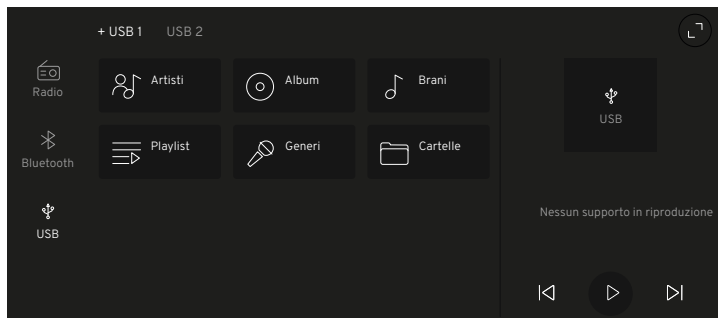 + USB 1 USB 2
Radio
Bluetooth
USB
Artisti
Album
Brani
Playlist
Generi
Cartelle
USB
Nessun supporto in riproduzione